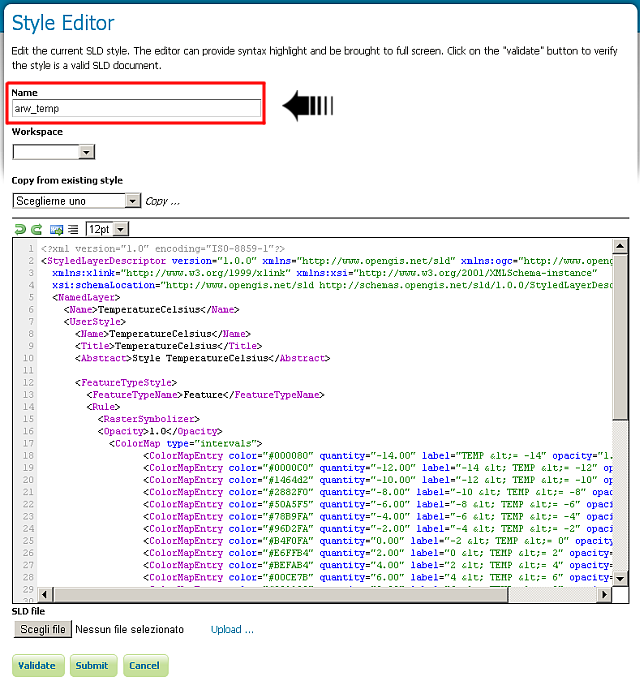 Style Editor
Edit the current SLD style. The editor can provide syntax highlight and be brought to full screen. Click on the "validate" button to verify
the style is a valid SLD document.
Name
arw_temp
Workspace
Copy from existing style
Sceglierne uno Copy ...
12pt
1 <?xml version="1.0" encoding="ISO-8859-1"?>
2 <StyledLayerDescriptor version="1.0.0" xmlns="http://www.opengis.net/sld" xmlns:ogc="http://www.openg
3 xmlns:xlink="http://www.w3.org/1999/xlink" xmlns:xsi="http://www.w3.org/2001/XMLSchema-instance"
4 xsi:schemaLocation="http://www.opengis.net/sld http://schemas.opengis.net/sld/1.0.0/StyledLayerDesc
5 <NamedLayer>
6 <Name>TemperatureCelsius</Name>
7 <UserStyle>
8 <Name>TemperatureCelsius</Name>
9 <Title>TemperatureCelsius</Title>
10 <Abstract>Style TemperatureCelsius</Abstract>
11
12 <FeatureTypeStyle>
13 <FeatureTypeName>Feature</FeatureTypeName>
14 <Rule>
15 <RasterSymbolizer>
16 <Opacity>1.0</Opacity>
17 <ColorMap type="intervals">
18 <ColorMapEntry color="#000080" quantity="-14.00" label="TEMP &lt;= -14" opacity="1.
19 <ColorMapEntry color="#0000C0" quantity="-12.00" label="-14 &lt; TEMP &lt;= -12" op
20 <ColorMapEntry color="#1464d2" quantity="-10.00" label="-12 &lt; TEMP &lt;= -10" op
21 <ColorMapEntry color="#2882F0" quantity="-8.00" label="-10 &lt; TEMP &lt;= -8" opac
22 <ColorMapEntry color="#50A5F5" quantity="-6.00" label="-8 &lt; TEMP &lt;= -6" opaci
23 <ColorMapEntry color="#78B9FA" quantity="-4.00" label="-6 &lt; TEMP &lt;= -4" opaci
24 <ColorMapEntry color="#96D2FA" quantity="-2.00" label="-4 &lt; TEMP &lt;= -2" opaci
25 <ColorMapEntry color="#B4F0FA" quantity="0.00" label="-2 &lt; TEMP &lt;= 0" opacity
26 <ColorMapEntry color="#E6FFB4" quantity="2.00" label="0 &lt; TEMP &lt;= 2" opacity=
27 <ColorMapEntry color="#BEFAB4" quantity="4.00" label="2 &lt; TEMP &lt;= 4" opacity=
28 <ColorMapEntry color="#00CE7B" quantity="6.00" label="4 &lt; TEMP &lt;= 6" opacity=
29
SLD file
Scegli file Nessun file selezionato Upload ...
Validate Submit Cancel